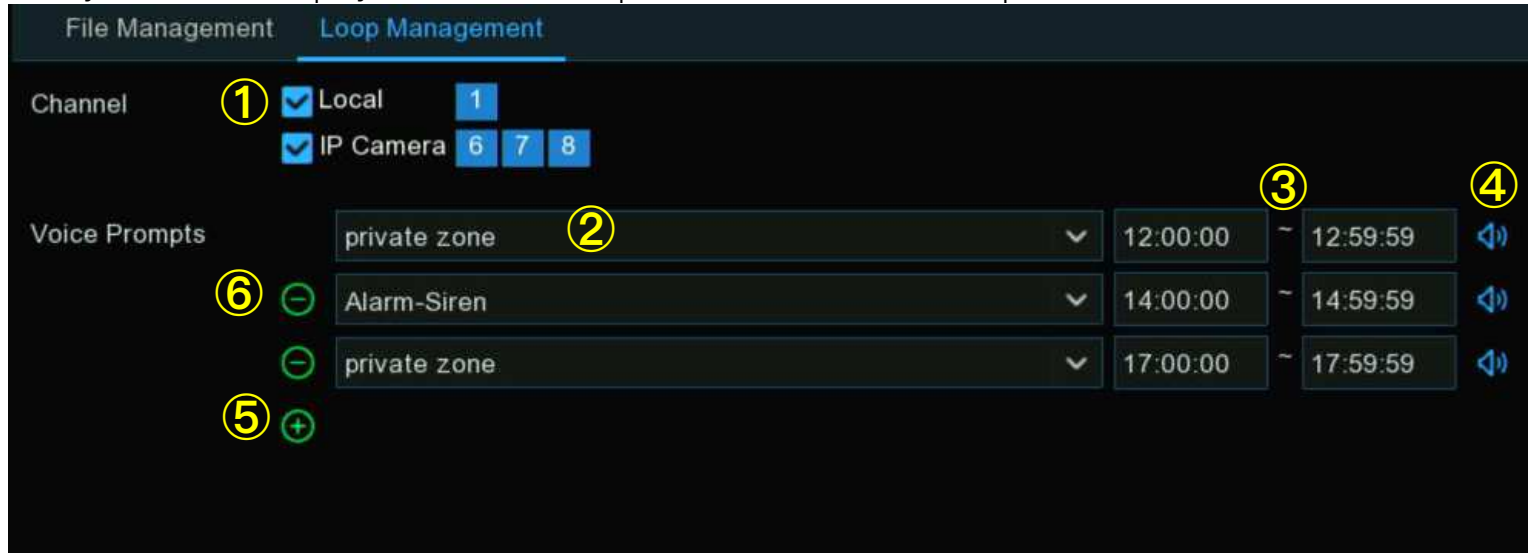 File Management Loop Management
Channel ① Local 1
IP Camera 6 7 8
③ ④
Voice Prompts private zone ② 12:00:00 ~ 12:59:59
⑥ Alarm-Siren 14:00:00 ~ 14:59:59
private zone 17:00:00 ~ 17:59:59
⑤